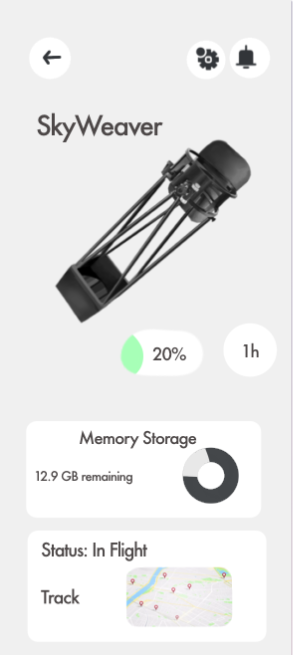 SkyWeaver
20%
1h
Memory Storage
12.9 GB remaining
Status: In Flight
Track